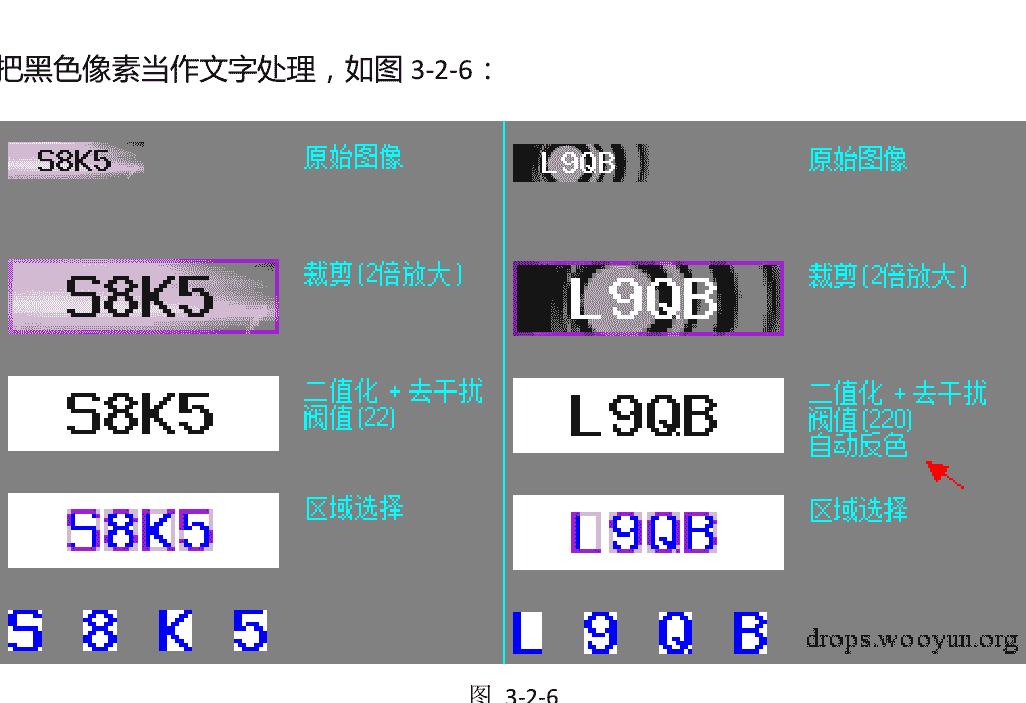 把黑色像素当作文字处理，如图 3-2-6：
S8K5
原始图像
S8K5
裁剪(2倍放大)
S8K5
二值化 + 去干扰
阀值(22)
S8K5
区域选择
S 8 K 5
L9QB
原始图像
L9QB
裁剪(2倍放大)
L9QB
二值化 + 去干扰
阀值(220)
自动反色
L9QB
区域选择
L 9 Q B
drops.wooyun.org
图 3-2-6